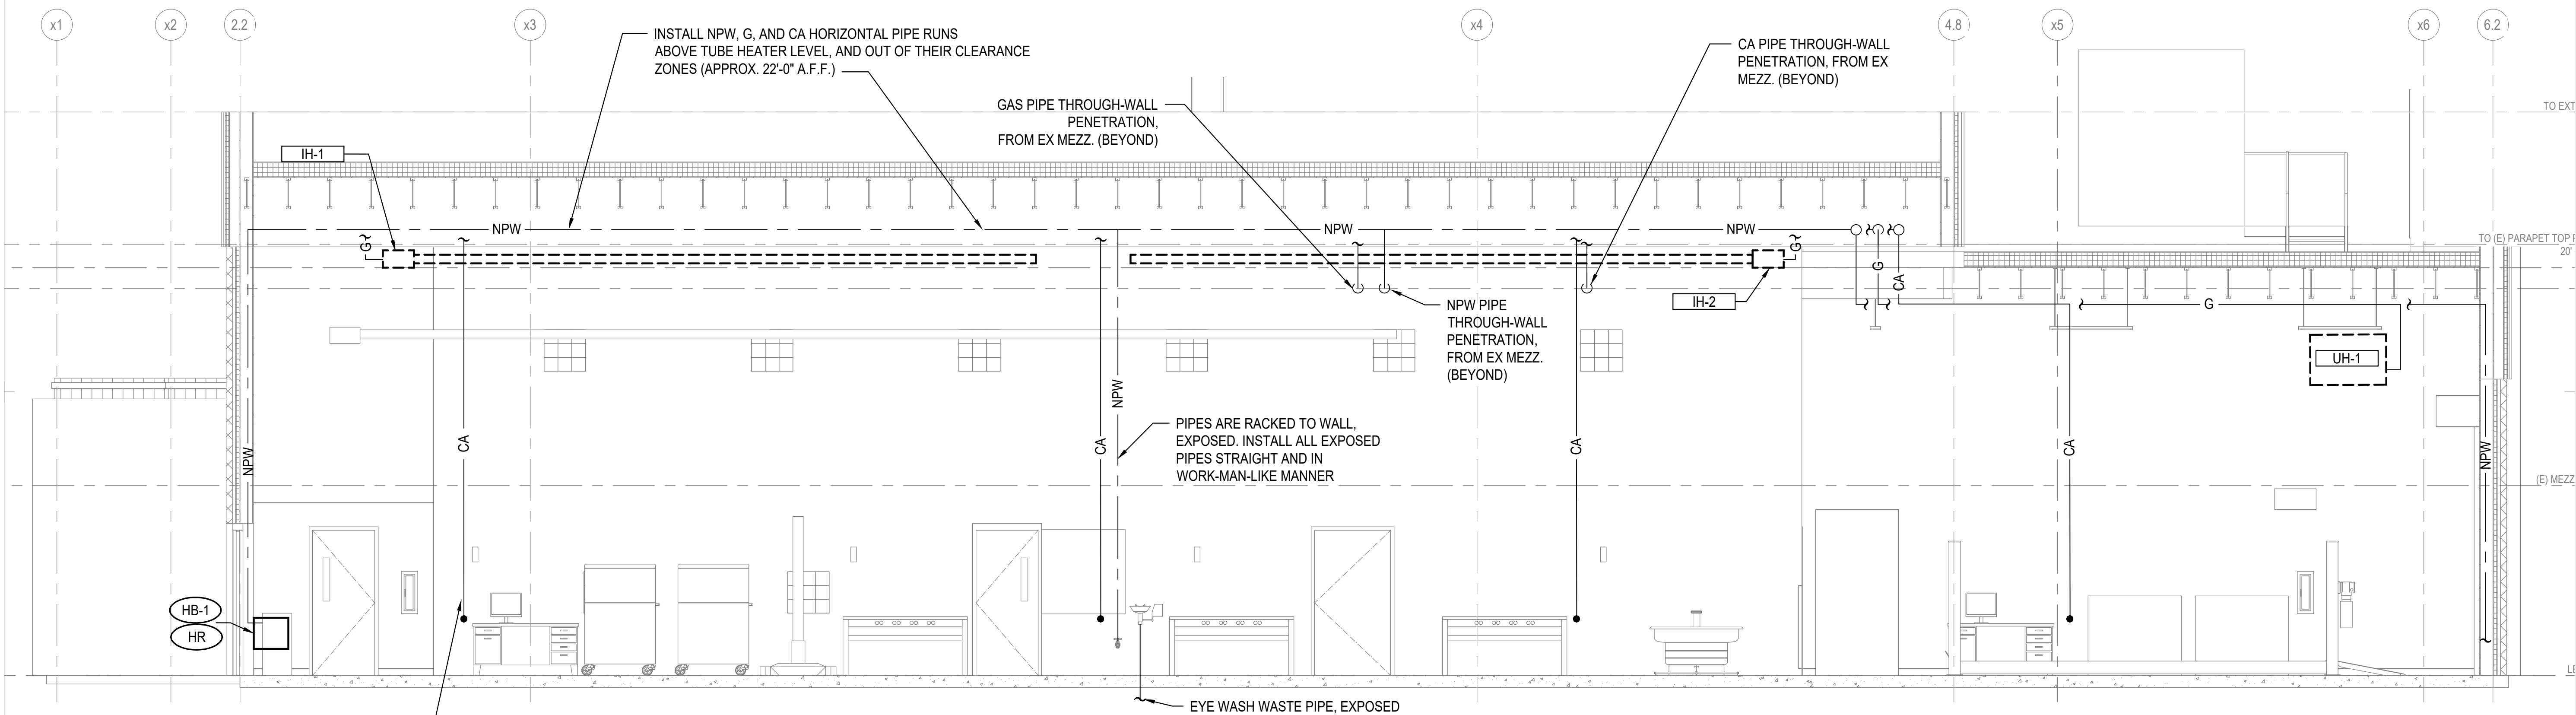 x1
x2
2.2
x3
x4
4.8
x5
x6
6.2
INSTALL NPW, G, AND CA HORIZONTAL PIPE RUNS
ABOVE TUBE HEATER LEVEL, AND OUT OF THEIR CLEARANCE
ZONES (APPROX. 22'-0" A.F.F.)
CA PIPE THROUGH-WALL
PENETRATION, FROM EX
MEZZ. (BEYOND)
GAS PIPE THROUGH-WALL
PENETRATION,
FROM EX MEZZ. (BEYOND)
TO EXT
IH-1
NPW
NPW
NPW
G
G
G
CA
TO (E) PARAPET TOP
20'
IH-2
NPW PIPE
THROUGH-WALL
PENETRATION,
FROM EX MEZZ.
(BEYOND)
G
UH-1
NPW
CA
CA
NPW
CA
CA
NPW
PIPES ARE RACKED TO WALL,
EXPOSED. INSTALL ALL EXPOSED
PIPES STRAIGHT AND IN
WORK-MAN-LIKE MANNER
(E) MEZZ
HB-1
HR
LE
EYE WASH WASTE PIPE, EXPOSED